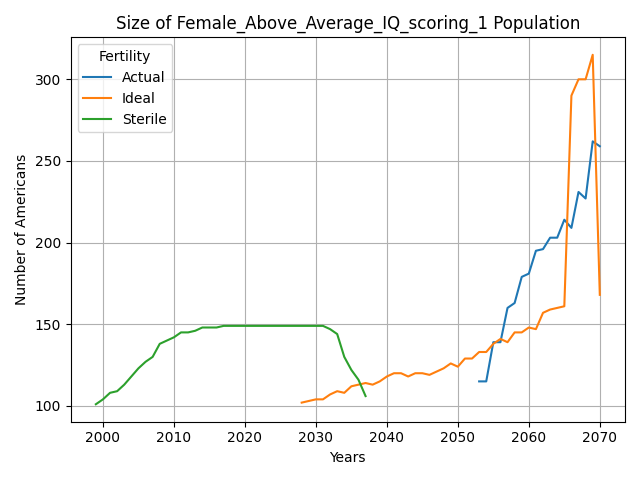 Size of Female_Above_Average_IQ_scoring_1 Population
Fertility
Actual
Ideal
Sterile
Number of Americans
300
250
200
150
100
2000 2010 2020 2030 2040 2050 2060 2070
Years